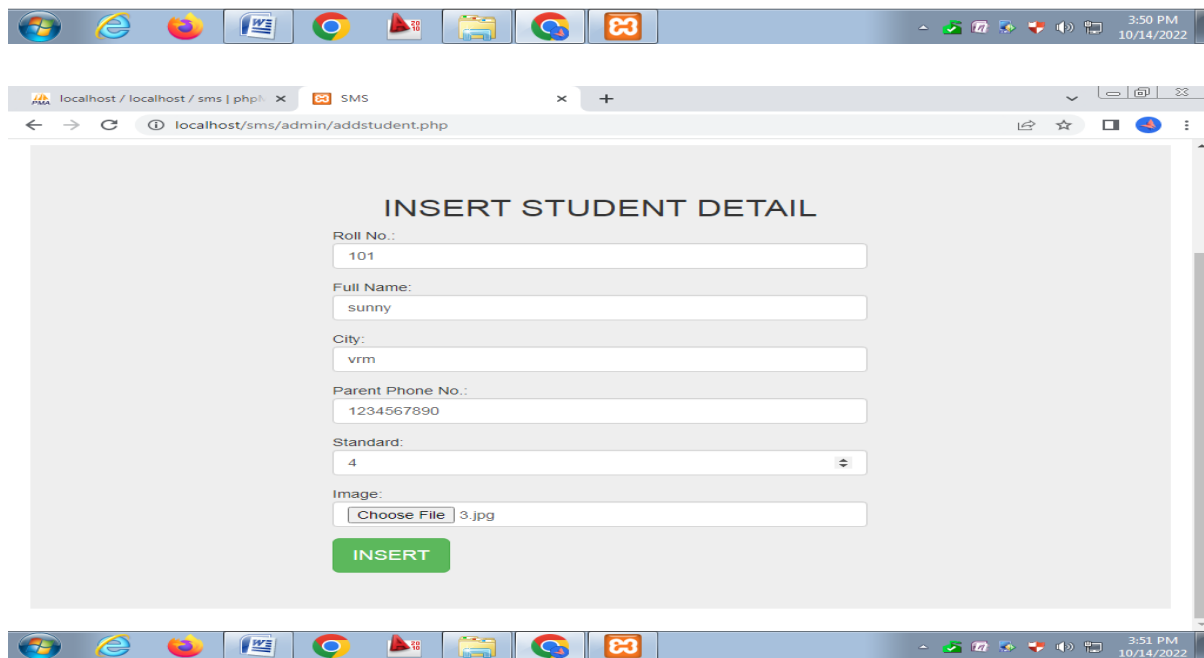 3:50 PM
10/14/2022
localhost / localhost / sms | phpM
SMS
localhost/sms/admin/addstudent.php
INSERT STUDENT DETAIL
Roll No.:
101
Full Name:
sunny
City:
vrm
Parent Phone No.:
1234567890
Standard:
4
Image:
Choose File 3.jpg
INSERT
3:51 PM
10/14/2022